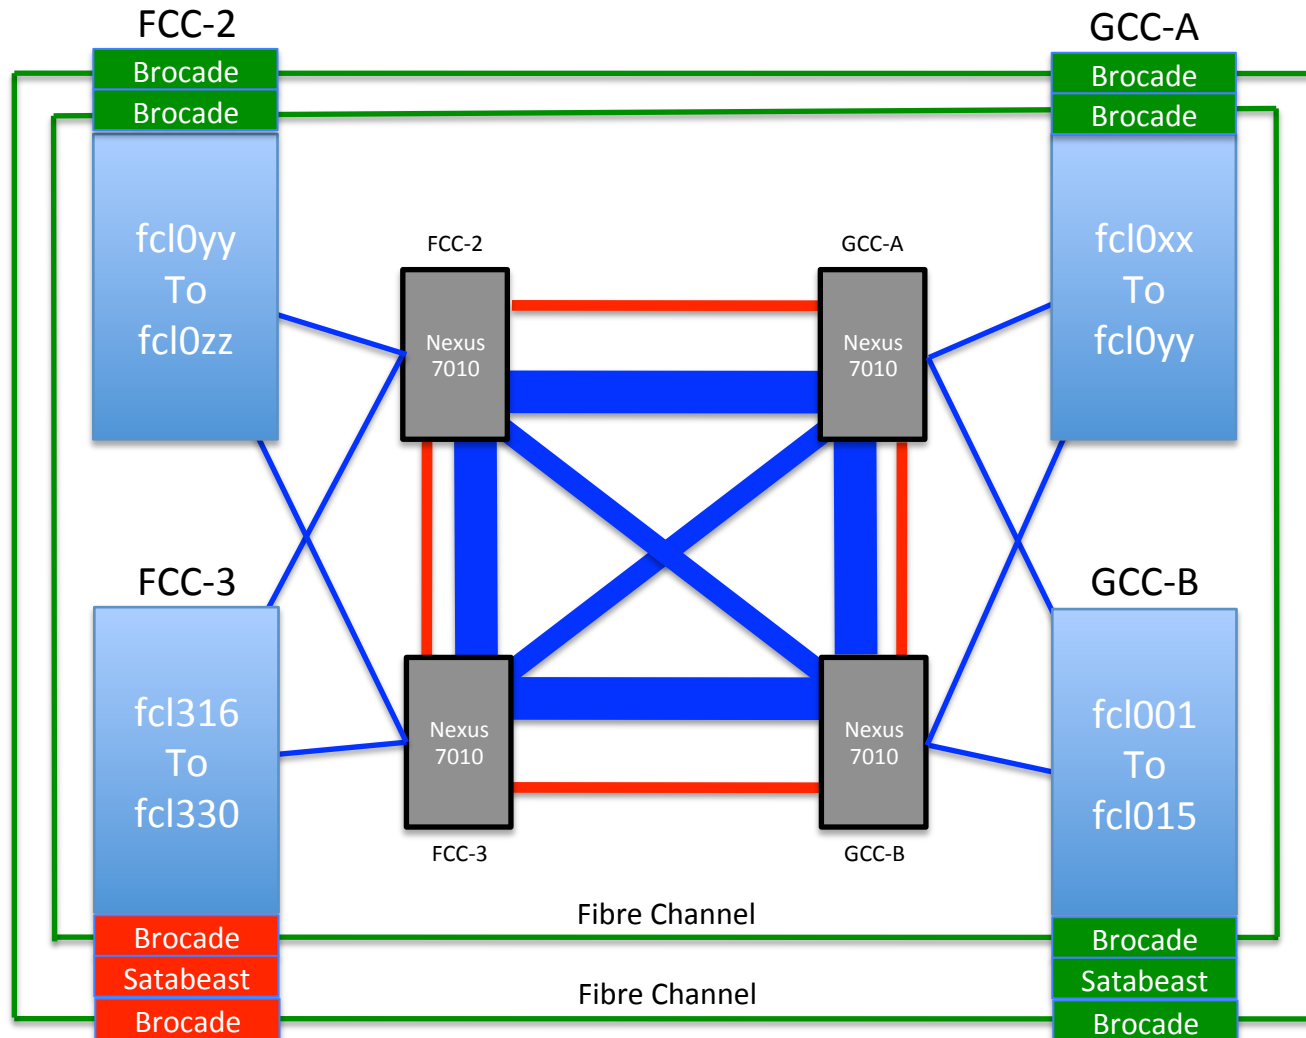 FCC-2
GCC-A
Brocade
Brocade
Brocade
Brocade
fcl0yy
To
fcl0zz
fcl0xx
To
fcl0yy
FCC-2
GCC-A
Nexus
7010
Nexus
7010
FCC-3
GCC-B
fcl316
To
fcl330
Nexus
7010
Nexus
7010
fcl001
To
fcl015
FCC-3
GCC-B
Fibre Channel
Brocade
Brocade
Satabeast
Satabeast
Fibre Channel
Brocade
Brocade